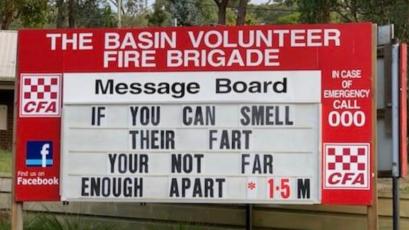 THE BASIN VOLUNTEER
FIRE BRIGADE
Message Board
IF YOU CAN SMELL
THEIR FART
YOUR NOT FAR
ENOUGH APART * 1·5 M
CFA
f
Find us on
Facebook
IN CASE
OF
EMERGENCY
CALL
000
CFA